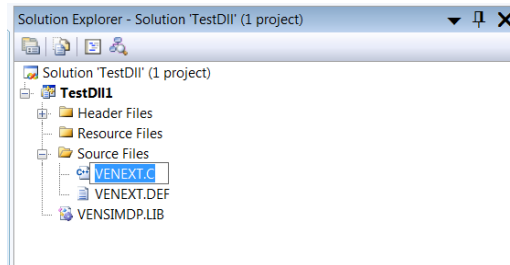 Solution Explorer - Solution 'TestDll' (1 project)
Solution 'TestDll' (1 project)
TestDll1
Header Files
Resource Files
Source Files
VENEXT.C
VENEXT.DEF
VENSIMDP.LIB